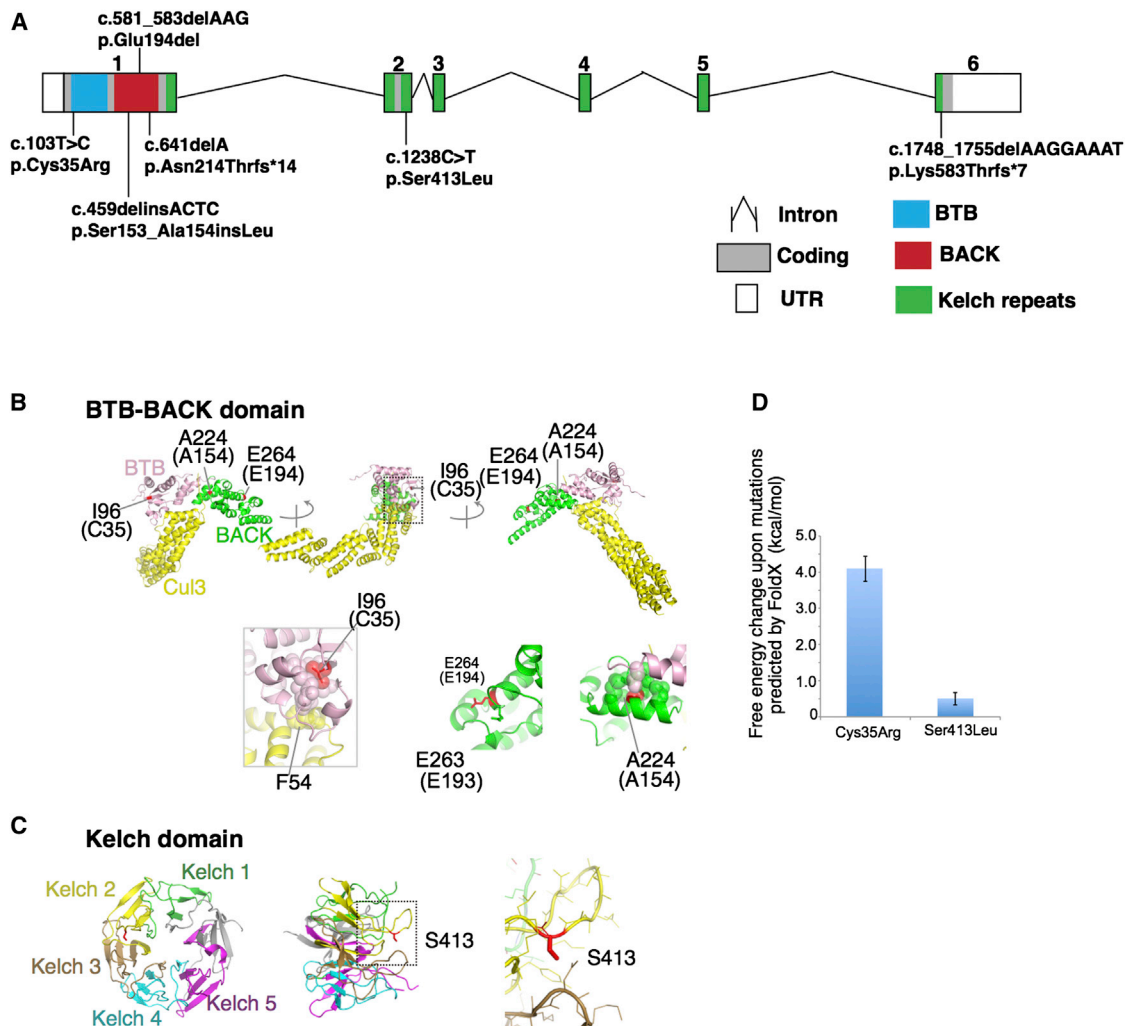 A
c.581_583delAAG
p.Glu194del
1
2
3
4
5
6
c.103T>C
p.Cys35Arg
c.641delA
p.Asn214Thrfs*14
c.459delinsACTC
p.Ser153_Ala154insLeu
c.1238C>T
p.Ser413Leu
c.1748_1755delAAGGAAAT
p.Lys583Thrfs*7
Intron
BTB
Coding
BACK
UTR
Kelch repeats
B
BTB-BACK domain
BTB
A224
(A154)
E264
(E194)
I96
(C35)
BACK
Cul3
I96
(C35)
E264
(E194)
A224
(A154)
I96
(C35)
F54
E264
(E194)
E263
(E193)
A224
(A154)
D
Free energy change upon mutations
predicted by FoldX (kcal/mol)
5.0
4.0
3.0
2.0
1.0
0
Cys35Arg
Ser413Leu
C
Kelch domain
Kelch 1
Kelch 2
Kelch 3
Kelch 4
Kelch 5
S413
S413